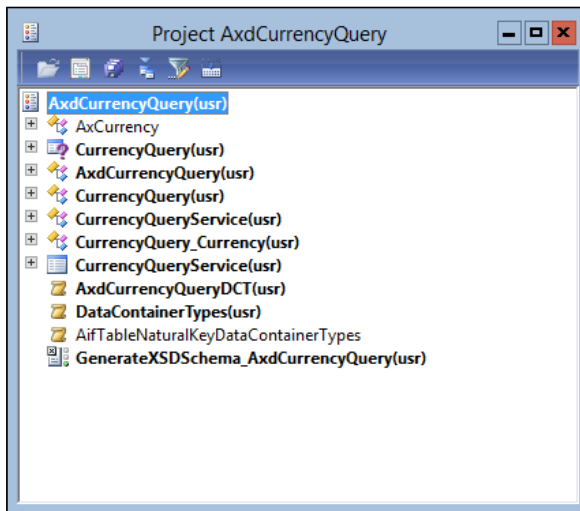 Project AxdCurrencyQuery
AxdCurrencyQuery(usr)
AxCurrency
CurrencyQuery(usr)
AxdCurrencyQuery(usr)
CurrencyQuery(usr)
CurrencyQueryService(usr)
CurrencyQuery_Currency(usr)
CurrencyQueryService(usr)
AxdCurrencyQueryDCT(usr)
DataContainerTypes(usr)
AifTableNaturalKeyDataContainerTypes
GenerateXSDSchema_AxdCurrencyQuery(usr)